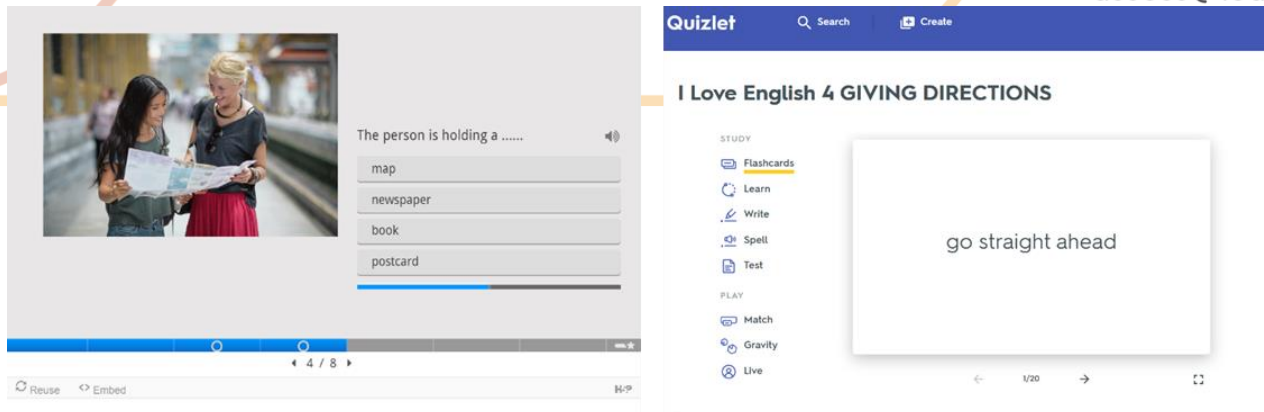 The person is holding a ......
map
newspaper
book
postcard
4 / 8
Reuse <> Embed
H5P
Quizlet Search Create
I Love English 4 GIVING DIRECTIONS
STUDY
Flashcards
Learn
Write
Spell
Test
PLAY
Match
Gravity
Live
go straight ahead
1/20